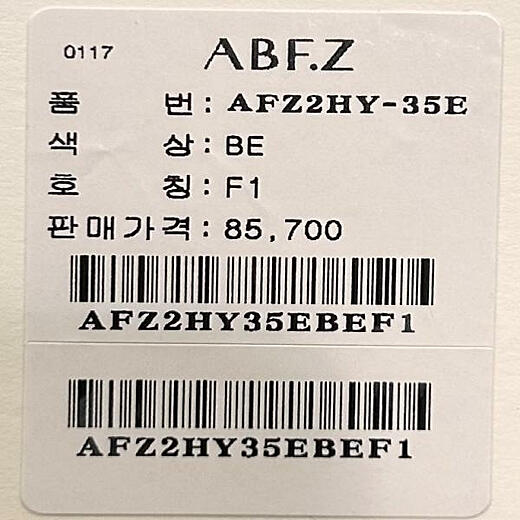 0117 ABF.Z
품 번: AFZ2HY-35E
색 상: BE
호 칭: F1
판매가격: 85,700
AFZ2HY35EBEF1
AFZ2HY35EBEF1